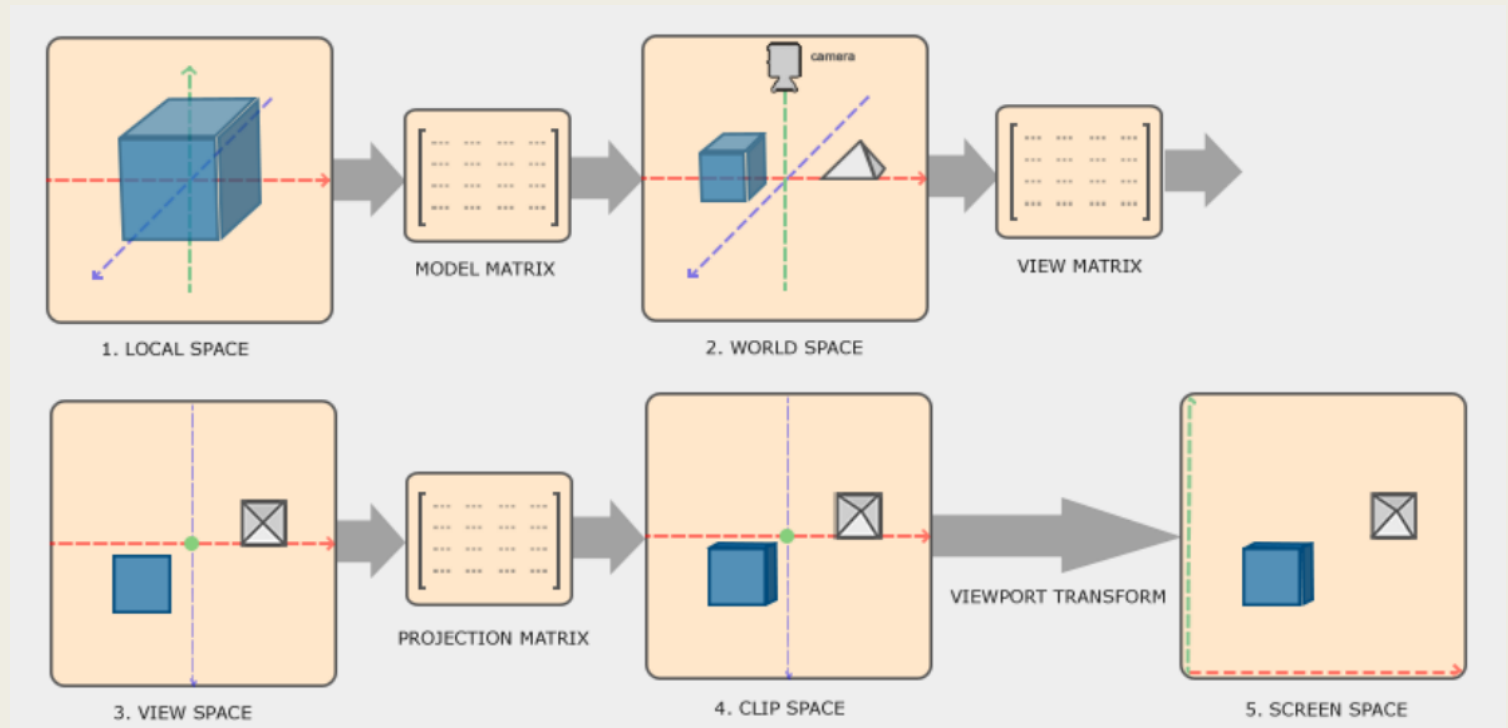 camera
MODEL MATRIX
VIEW MATRIX
1. LOCAL SPACE
2. WORLD SPACE
PROJECTION MATRIX
VIEWPORT TRANSFORM
3. VIEW SPACE
4. CLIP SPACE
5. SCREEN SPACE